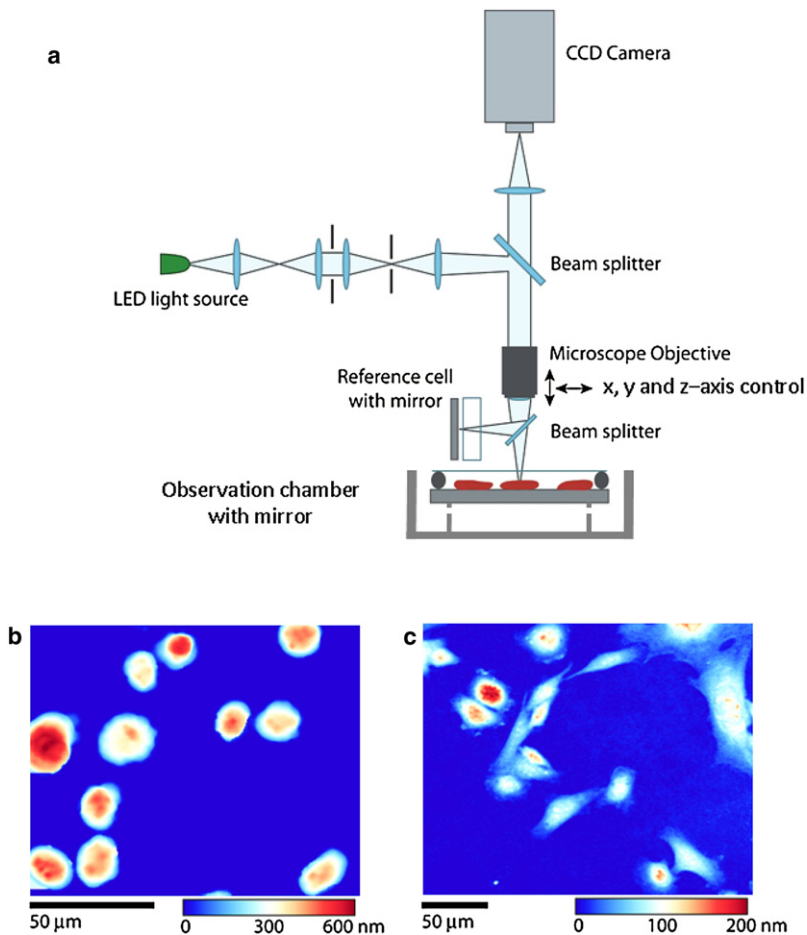 a
CCD Camera
Beam splitter
LED light source
Microscope Objective
x, y and z–axis control
Reference cell
with mirror
Beam splitter
Observation chamber
with mirror
b
c
50 µm
0 300 600 nm
50 µm
0 100 200 nm